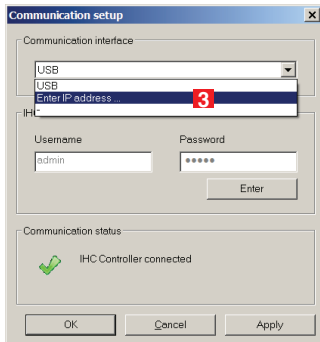 Communication setup
Communication interface
USB
USB
Enter IP address ...
3
-
IH
Username
Password
admin
•••••
Enter
Communication status
IHC Controller connected
OK
Cancel
Apply